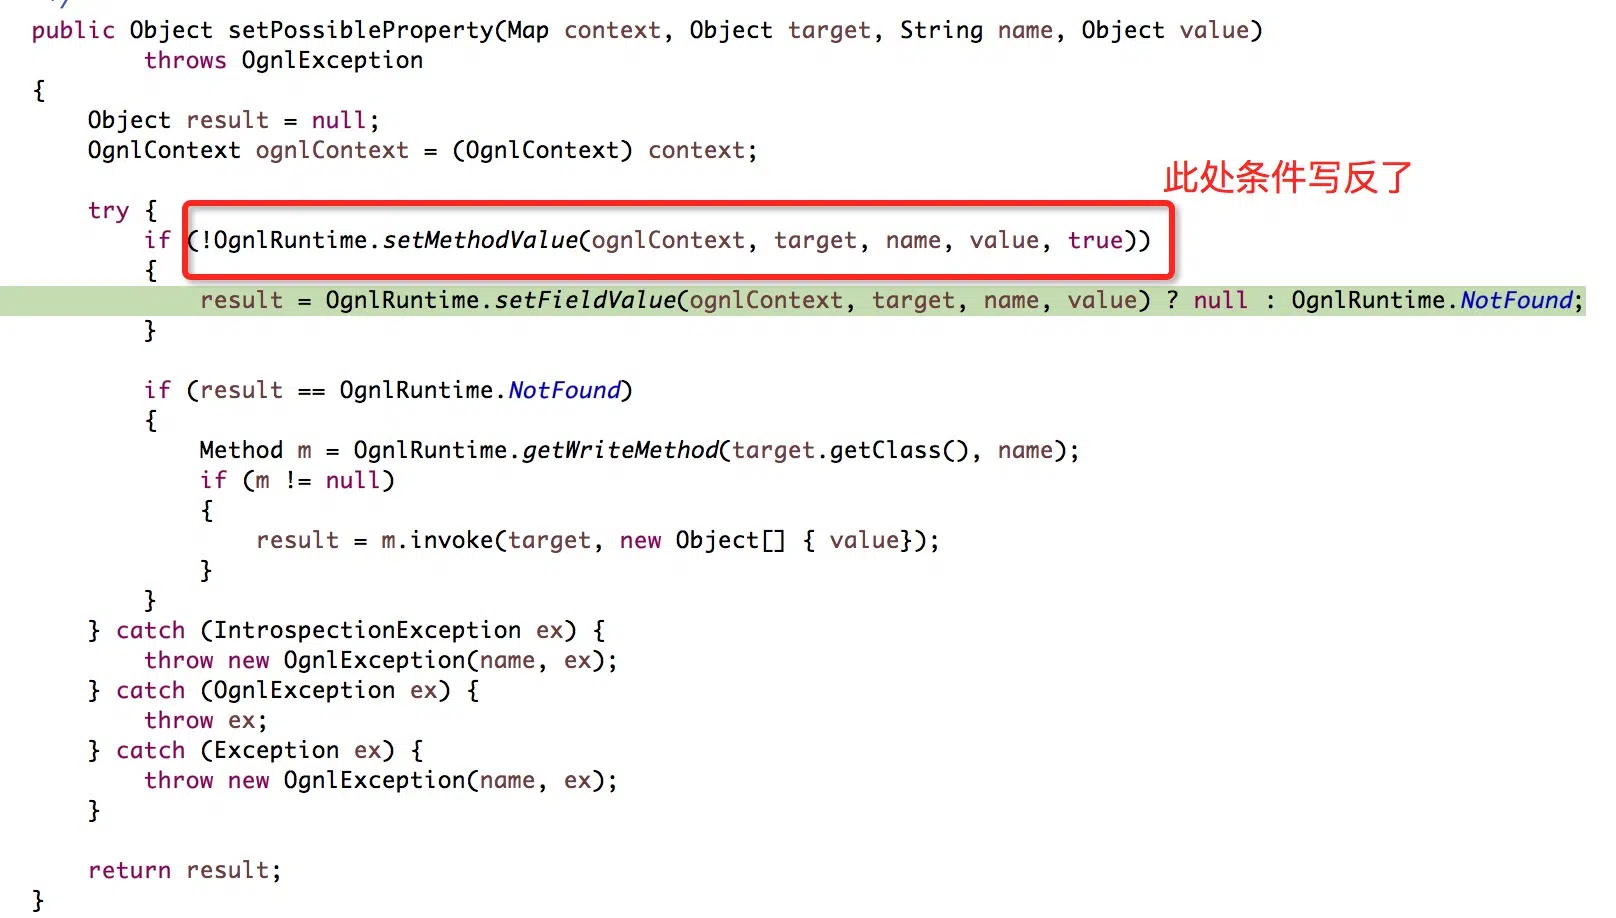 */
public Object setPossibleProperty(Map context, Object target, String name, Object value)
throws OgnlException
{
Object result = null;
OgnlContext ognlContext = (OgnlContext) context;
此处条件写反了
try {
if (!OgnlRuntime.setMethodValue(ognlContext, target, name, value, true))
{
result = OgnlRuntime.setFieldValue(ognlContext, target, name, value) ? null : OgnlRuntime.NotFound;
}
if (result == OgnlRuntime.NotFound)
{
Method m = OgnlRuntime.getWriteMethod(target.getClass(), name);
if (m != null)
{
result = m.invoke(target, new Object[] { value});
}
}
} catch (IntrospectionException ex) {
throw new OgnlException(name, ex);
} catch (OgnlException ex) {
throw ex;
} catch (Exception ex) {
throw new OgnlException(name, ex);
}
return result;
}